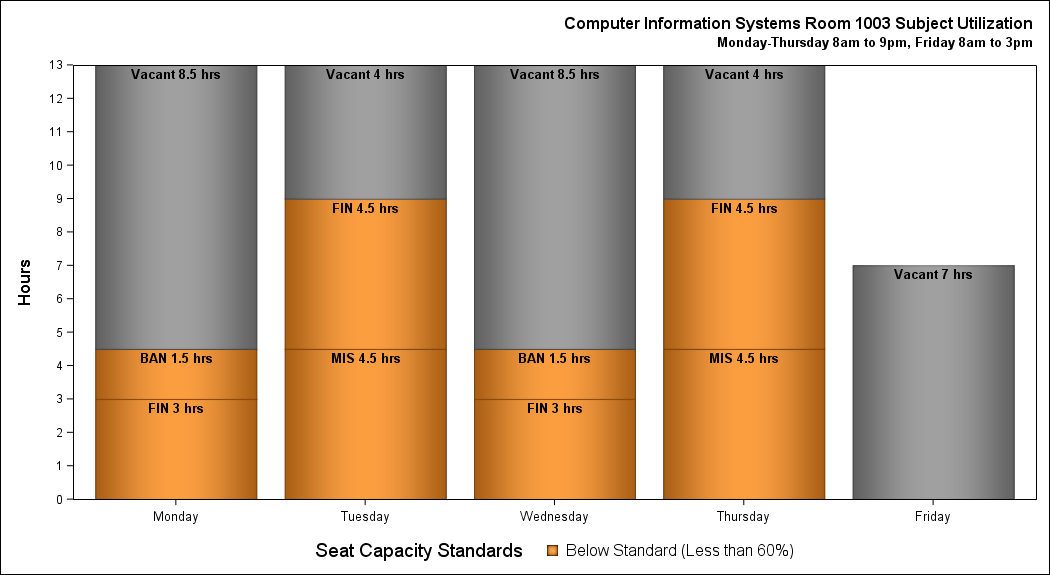 Computer Information Systems Room 1003 Subject Utilization
Monday-Thursday 8am to 9pm, Friday 8am to 3pm
Hours
13
12
11
10
9
8
7
6
5
4
3
2
1
0
Vacant 8.5 hrs
BAN 1.5 hrs
FIN 3 hrs
Vacant 4 hrs
FIN 4.5 hrs
MIS 4.5 hrs
Vacant 8.5 hrs
BAN 1.5 hrs
FIN 3 hrs
Vacant 4 hrs
FIN 4.5 hrs
MIS 4.5 hrs
Vacant 7 hrs
Monday Tuesday Wednesday Thursday Friday
Seat Capacity Standards Below Standard (Less than 60%)